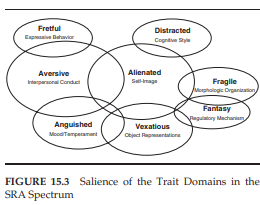 Fretful
Expressive Behavior
Distracted
Cognitive Style
Aversive
Interpersonal Conduct
Alienated
Self-Image
Fragile
Morphologic Organization
Fantasy
Regulatory Mechanism
Anguished
Mood/Temperament
Vexatious
Object Representations
FIGURE 15.3 Salience of the Trait Domains in the
SRA Spectrum